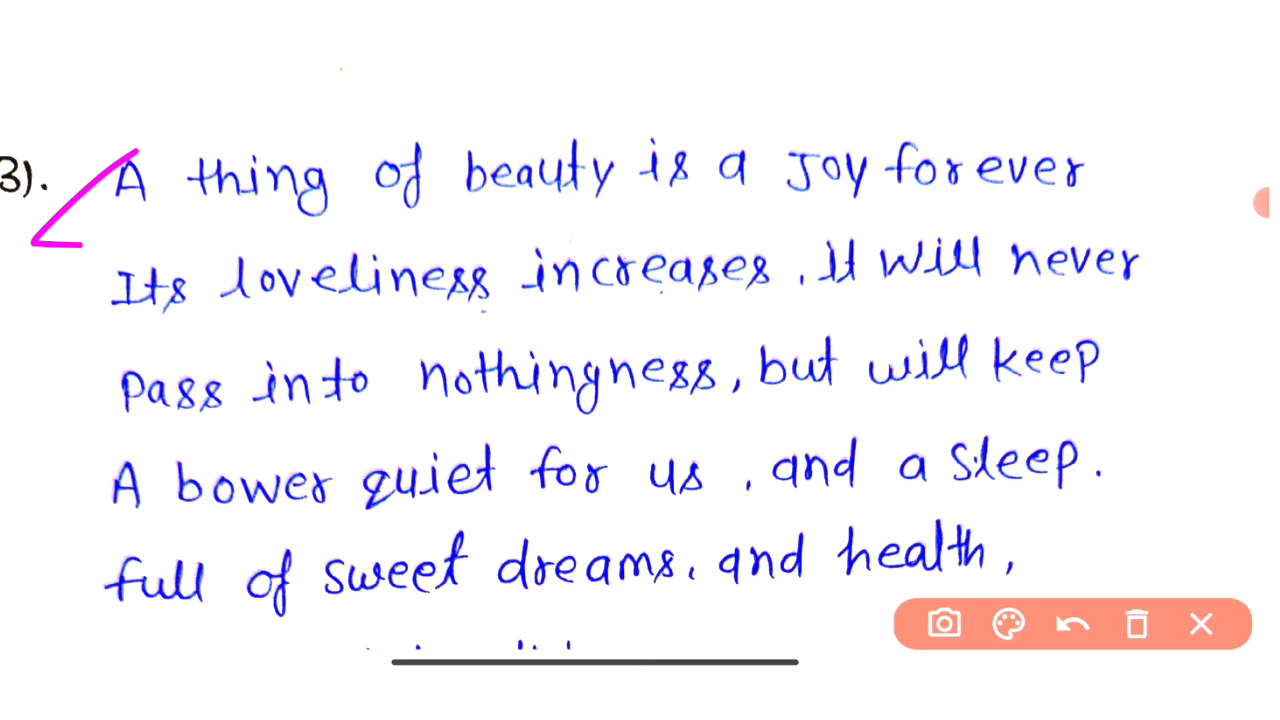 3). A thing of beauty is a Joy forever
Its loveliness increases, it will never
Pass into nothingness, but will keep
A bower quiet for us, and a sleep.
full of sweet dreams, and health,